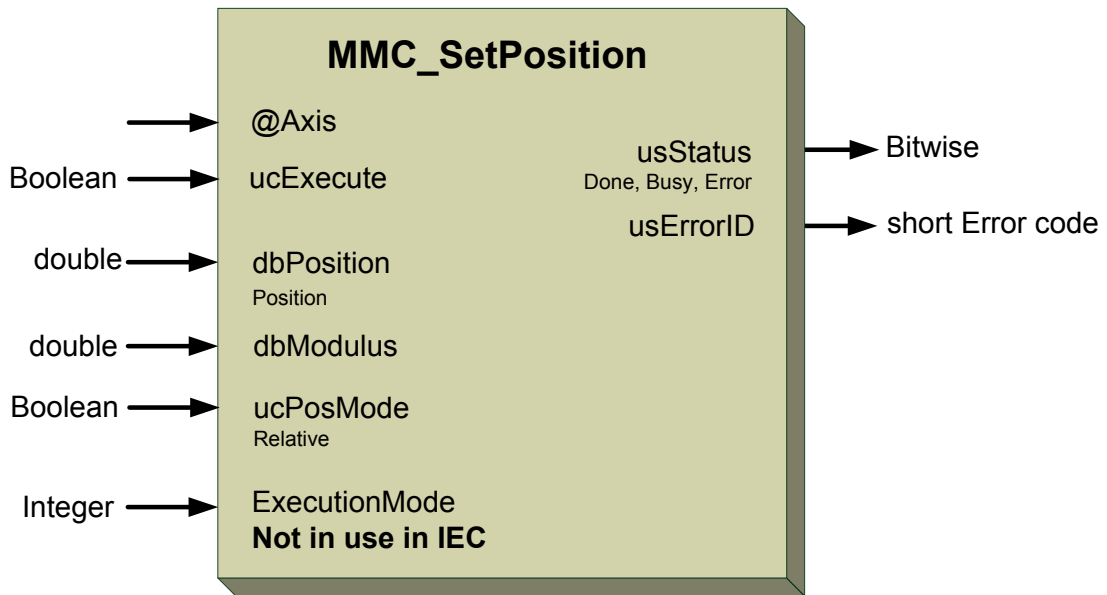 MMC_SetPosition
@Axis
Boolean
ucExecute
double
dbPosition
Position
double
dbModulus
Boolean
ucPosMode
Relative
Integer
ExecutionMode
Not in use in IEC
usStatus
Done, Busy, Error
Bitwise
usErrorID
short Error code